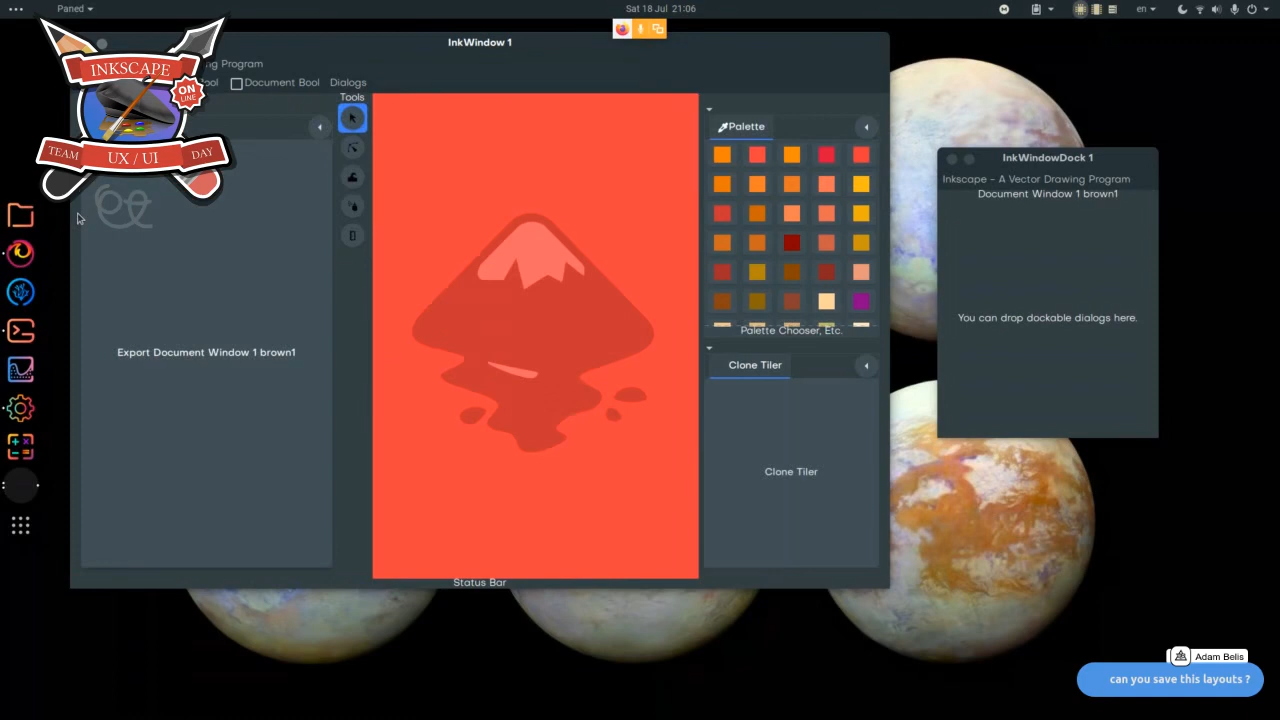 Paned
Sat 18 Jul 21:06
en
InkWindow 1
ng Program
ool
Document Bool
Dialogs
Tools
INKSCAPE
ON
LINE
TEAM
UX / UI
DAY
Palette
Palette Chooser, Etc.
Clone Tiler
Clone Tiler
Export Document Window 1 brown1
Status Bar
InkWindowDock 1
Inkscape – A Vector Drawing Program
Document Window 1 brown1
You can drop dockable dialogs here.
Adam Belis
can you save this layouts ?